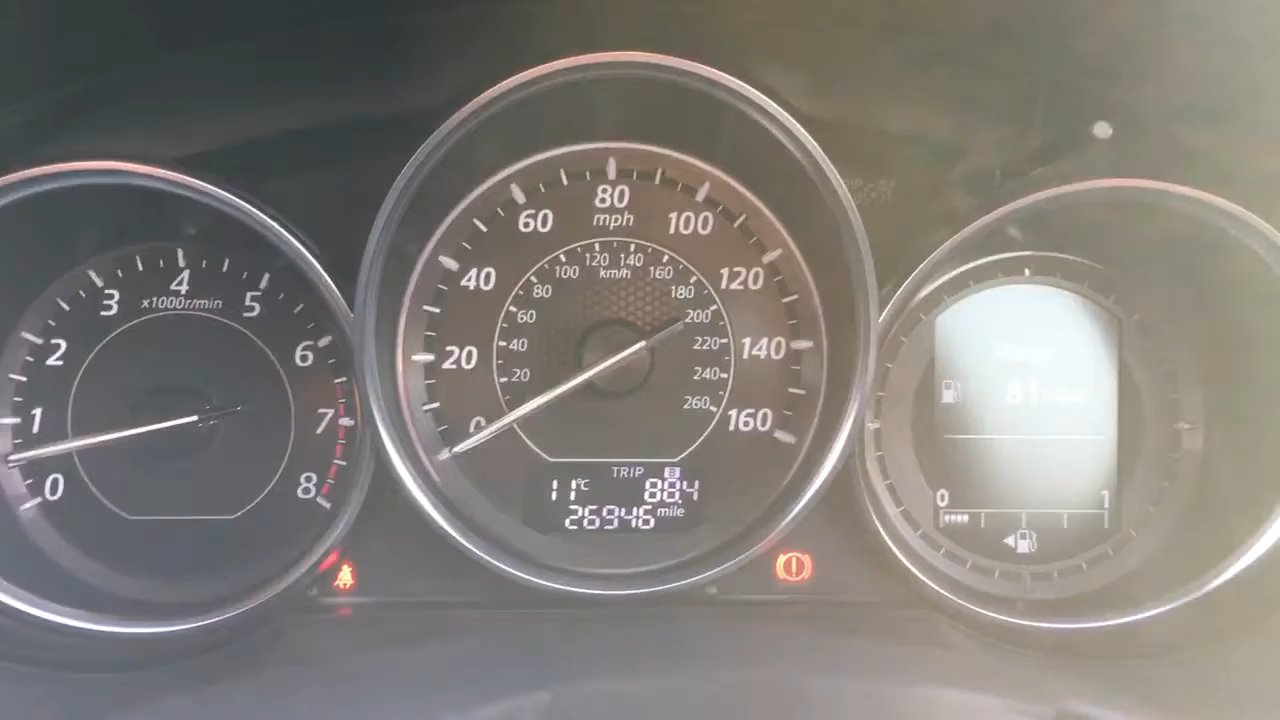 0 1 2 3 4 5 6 7 8
x1000r/min
0 20 40 60 80 100 120 140 160
mph
20 40 60 80 100 120 140 160 180 200 220 240 260
km/h
TRIP B
11°C 88.4
26946 mile
81
0 1